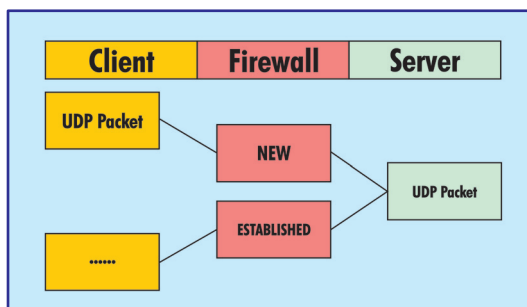 Client Firewall Server
UDP Packet
NEW
UDP Packet
ESTABLISHED
......